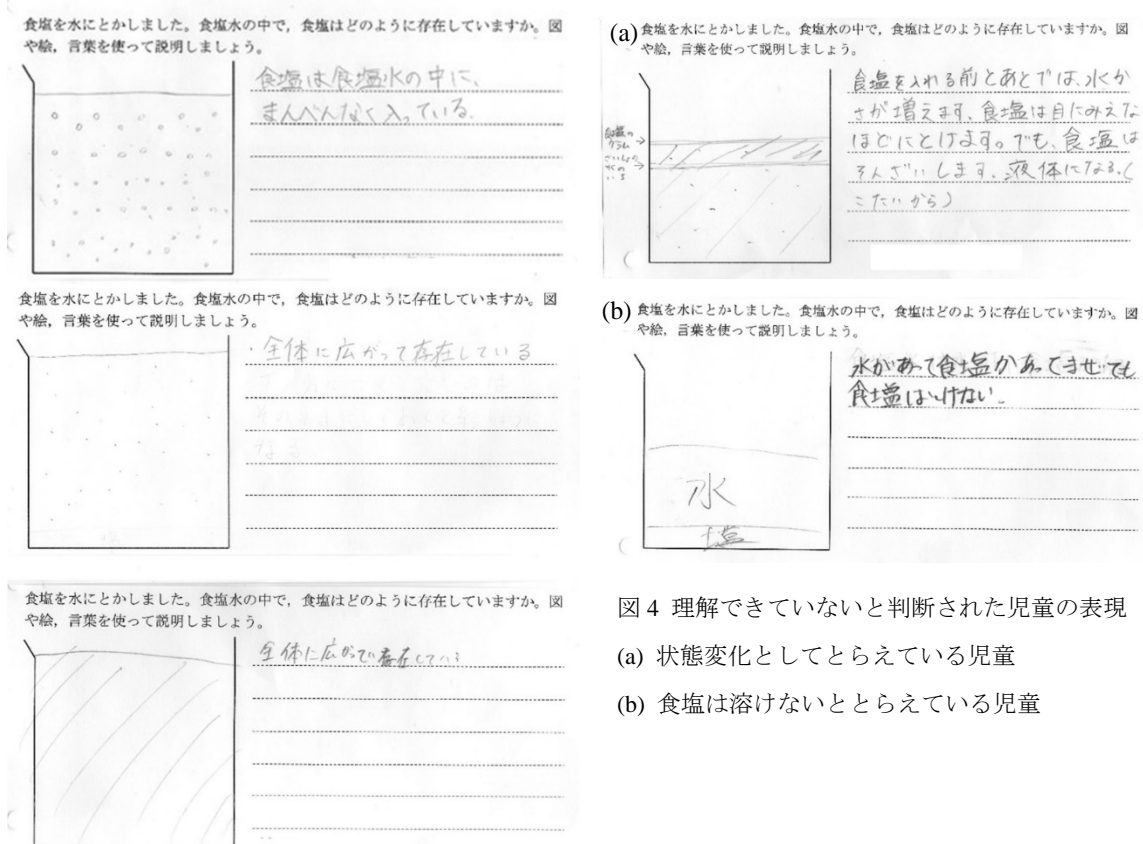 食塩を水にとかしました。食塩水の中で，食塩はどのように存在していますか。図
や絵，言葉を使って説明しましょう。
食塩は食塩水の中に、
まんべんなく入っている。
食塩を水にとかしました。食塩水の中で，食塩はどのように存在していますか。図
や絵，言葉を使って説明しましょう。
・全体に広がって存在している
食塩を水にとかしました。食塩水の中で，食塩はどのように存在していますか。図
や絵，言葉を使って説明しましょう。
全体に広がって存在している
(a) 食塩を水にとかしました。食塩水の中で，食塩はどのように存在していますか。図
や絵，言葉を使って説明しましょう。
食塩を入れる前とあとでは、水か
さが増えます。食塩は目にみえな
ほどにとけます。でも、食塩は
そんざいします。液体になる。(
こたいから)
食塩の
グラム
(b) 食塩を水にとかしました。食塩水の中で，食塩はどのように存在していますか。図
や絵，言葉を使って説明しましょう。
水があって食塩があってまぜても
食塩はとけない。
水
塩
図 4 理解できていないと判断された児童の表現
(a) 状態変化としてとらえている児童
(b) 食塩は溶けないととらえている児童